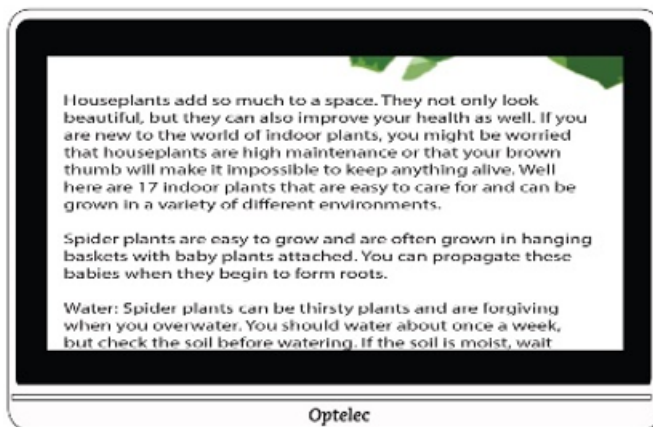 Houseplants add so much to a space. They not only look
beautiful, but they can also improve your health as well. If you
are new to the world of indoor plants, you might be worried
that houseplants are high maintenance or that your brown
thumb will make it impossible to keep anything alive. Well
here are 17 indoor plants that are easy to care for and can be
grown in a variety of different environments.
Spider plants are easy to grow and are often grown in hanging
baskets with baby plants attached. You can propagate these
babies when they begin to form roots.
Water: Spider plants can be thirsty plants and are forgiving
when you overwater. You should water about once a week,
but check the soil before watering. If the soil is moist, wait
Optelec